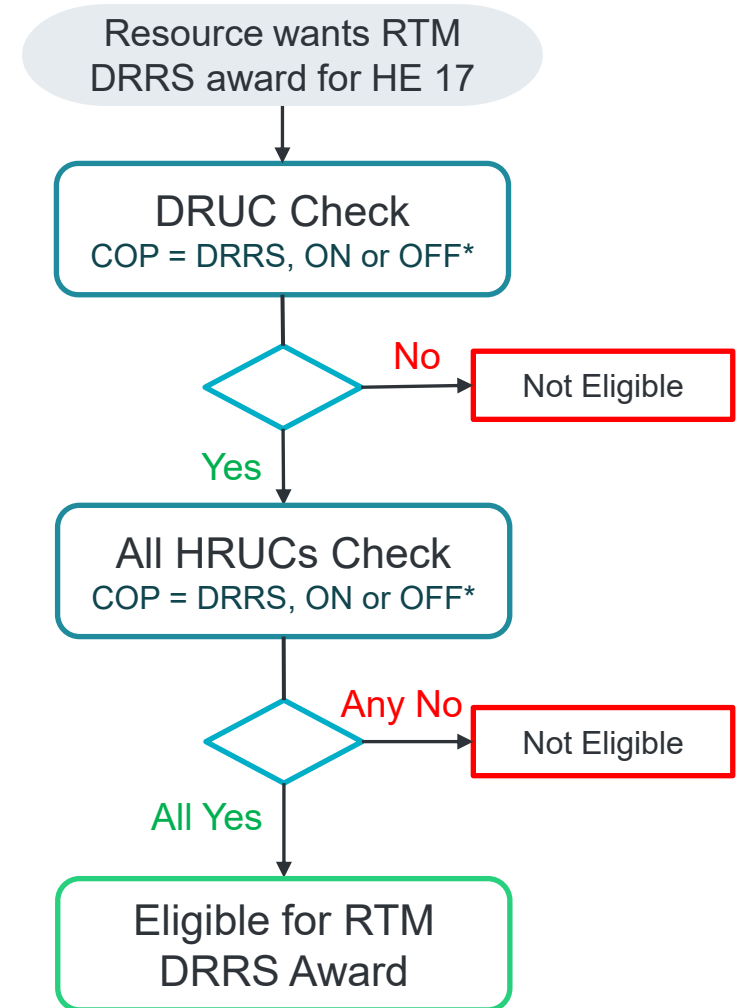 Resource wants RTM
DRRS award for HE 17
DRUC Check
COP = DRRS, ON or OFF*
No
Not Eligible
Yes
All HRUCs Check
COP = DRRS, ON or OFF*
Any No
Not Eligible
All Yes
Eligible for RTM
DRRS Award